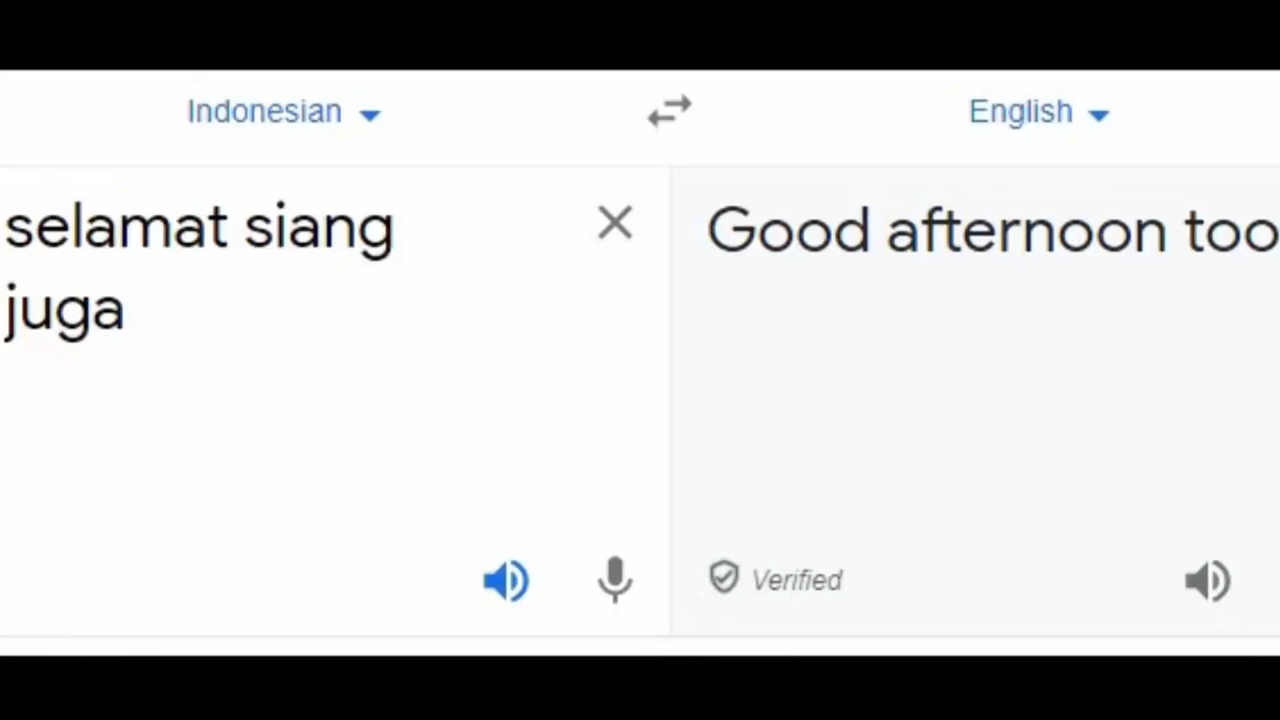 Indonesian
English
selamat siang
juga
Good afternoon too
Verified